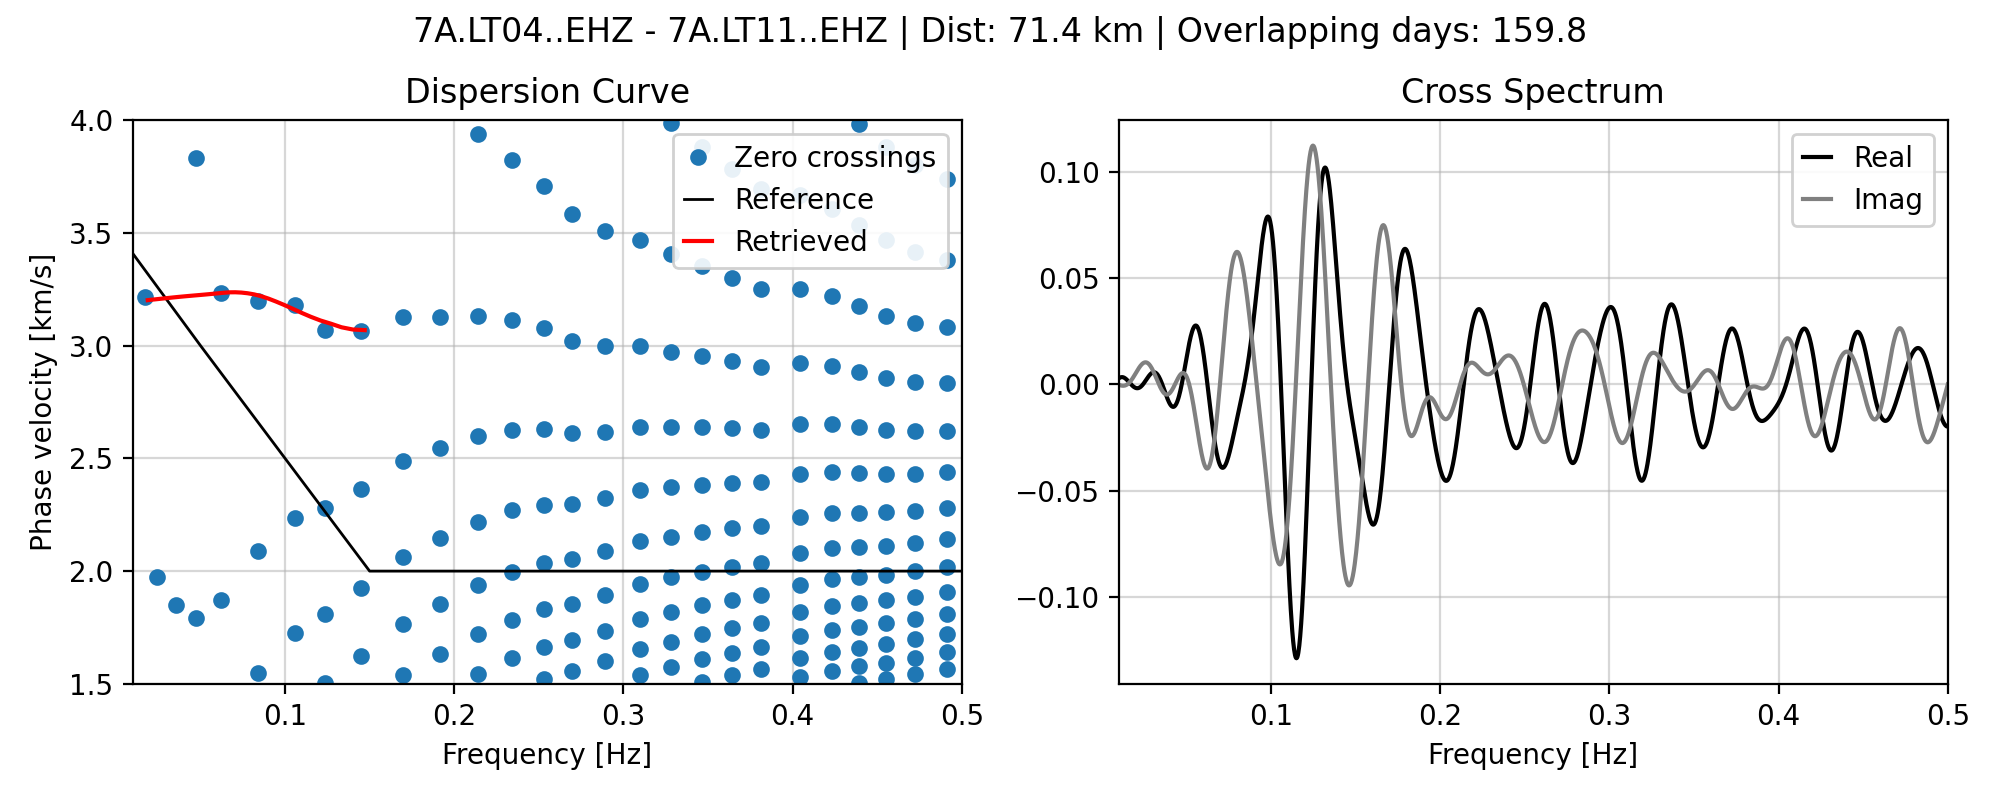 7A.LT04..EHZ - 7A.LT11..EHZ | Dist: 71.4 km | Overlapping days: 159.8
Dispersion Curve
Zero crossings
Reference
Retrieved
4.0
3.5
3.0
2.5
2.0
1.5
Phase velocity [km/s]
0.1
0.2
0.3
0.4
0.5
Frequency [Hz]
Cross Spectrum
Real
Imag
0.10
0.05
0.00
−0.05
−0.10
0.1
0.2
0.3
0.4
0.5
Frequency [Hz]